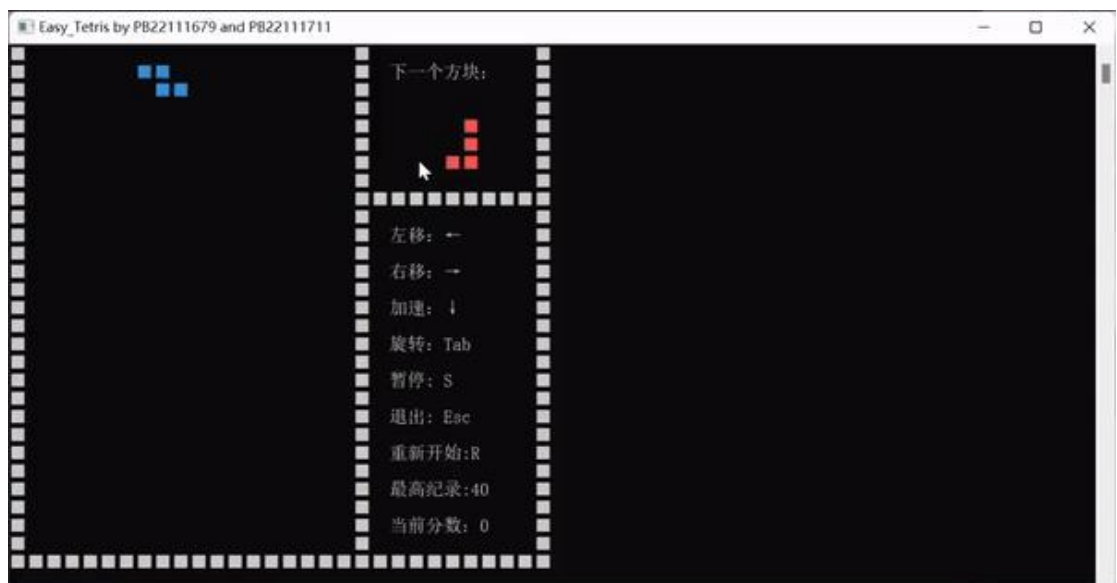 Easy_Tetris by PB22111679 and PB22111711
下一个方块：
左移：←
右移：→
加速：↓
旋转：Tab
暂停：S
退出：Esc
重新开始:R
最高纪录:40
当前分数：0